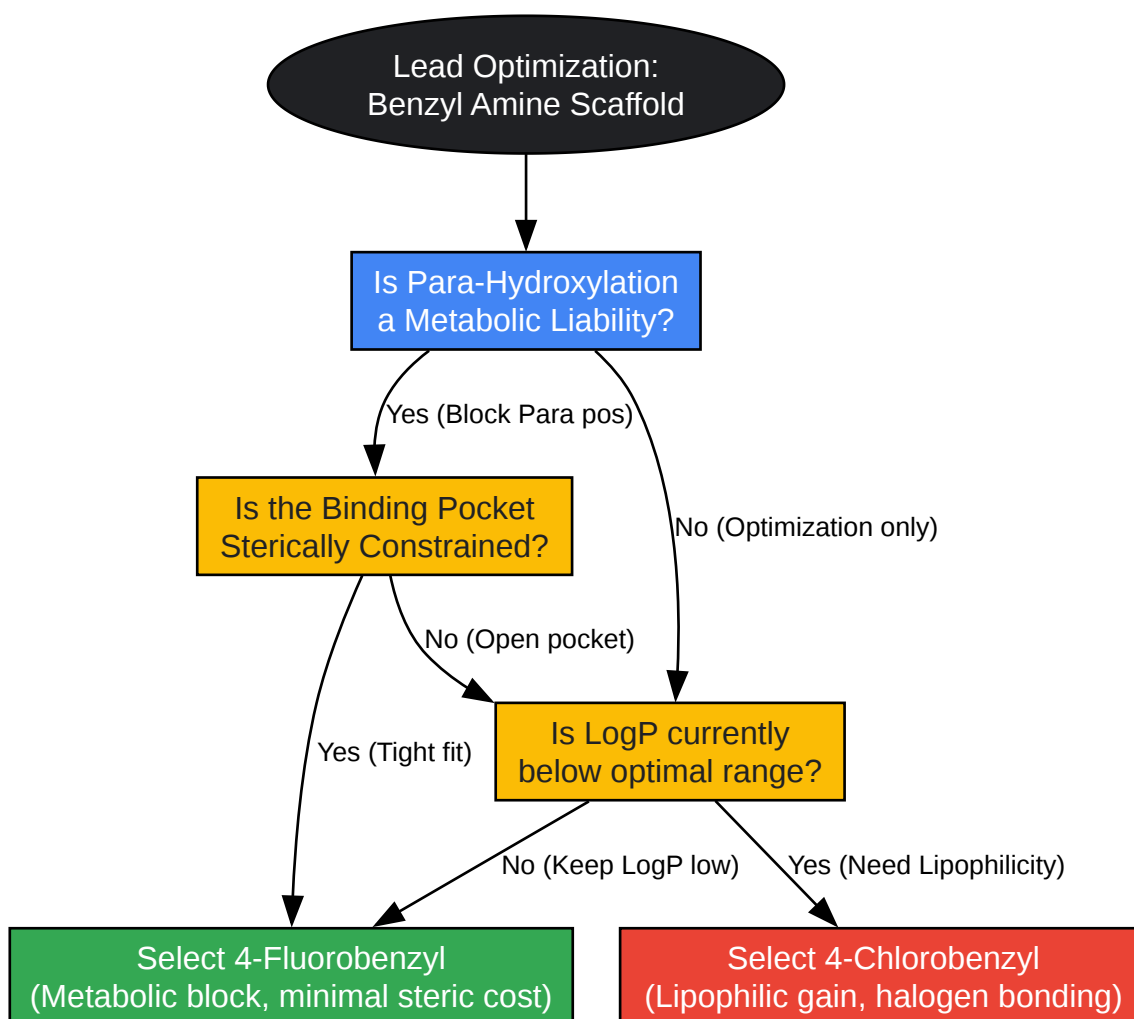 Lead Optimization:
Benzyl Amine Scaffold
Is Para-Hydroxylation
a Metabolic Liability?
Yes (Block Para pos)
Is the Binding Pocket
Sterically Constrained?
No (Optimization only)
No (Open pocket)
Is LogP currently
below optimal range?
Yes (Tight fit)
No (Keep LogP low)
Yes (Need Lipophilicity)
Select 4-Fluorobenzyl
(Metabolic block, minimal steric cost)
Select 4-Chlorobenzyl
(Lipophilic gain, halogen bonding)